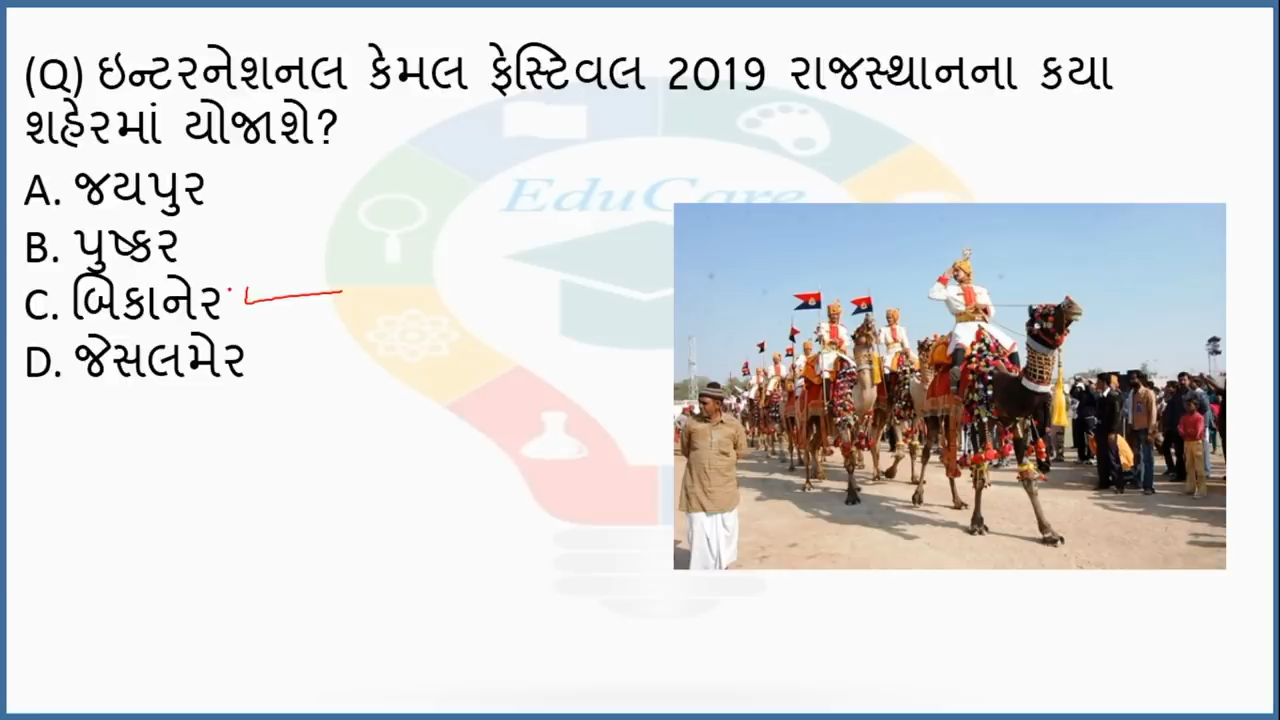 (Q) ઇન્ટરનેશનલ કેમલ ફેસ્ટિવલ 2019 રાજસ્થાનના કયા
શહેરમાં યોજાશે?
A. જયપુર
B. પુષ્કર
C. બિકાનેર
D. જેસલમેર
EduCare